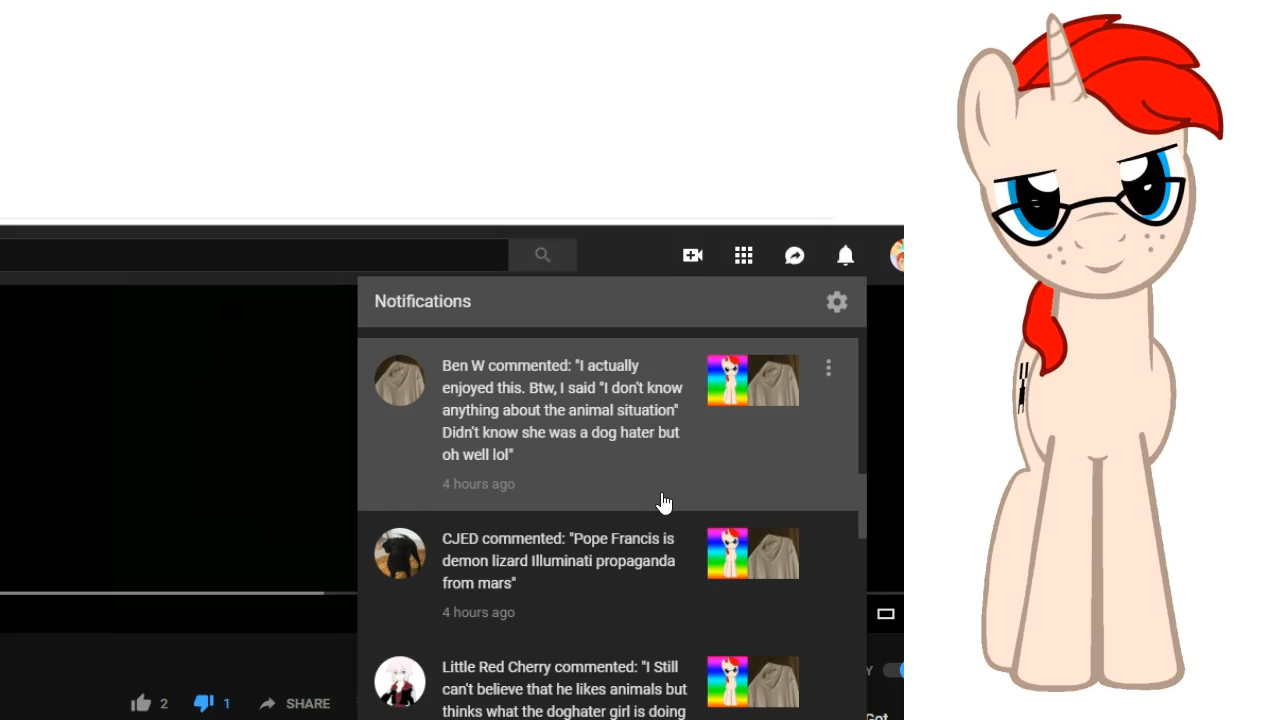 Notifications
Ben W commented: "I actually
enjoyed this. Btw, I said "I don't know
anything about the animal situation"
Didn't know she was a dog hater but
oh well lol"
4 hours ago
CJED commented: "Pope Francis is
demon lizard Illuminati propaganda
from mars"
4 hours ago
Little Red Cherry commented: "I Still
can't believe that he likes animals but
thinks what the doghater girl is doing
2
1
SHARE
Y
Got